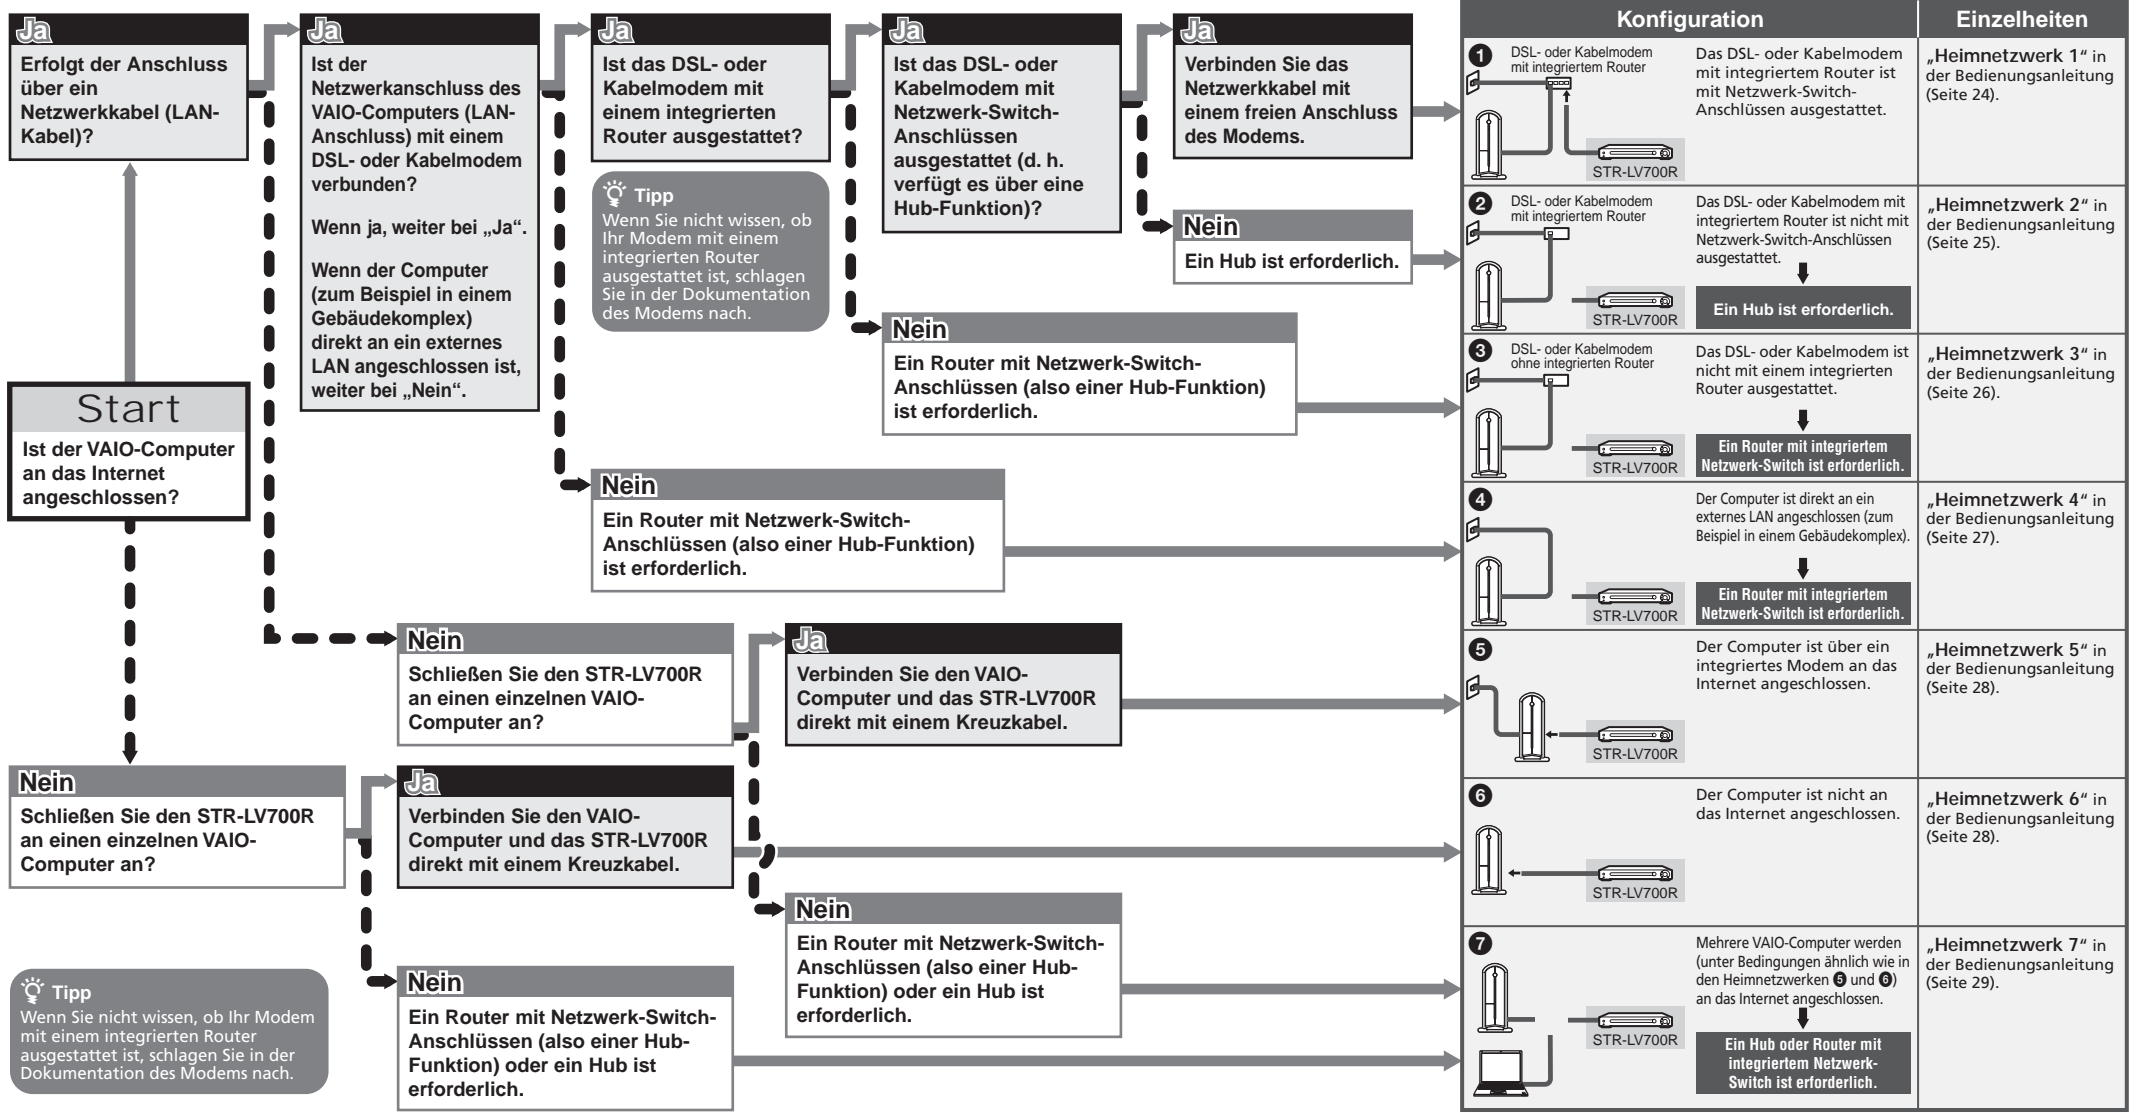 Start
Ist der VAIO-Computer
an das Internet
angeschlossen?
Ja
Erfolgt der Anschluss
über ein
Netzwerkkabel (LAN-
Kabel)?
Ja
Ist der
Netzwerkanschluss des
VAIO-Computers (LAN-
Anschluss) mit einem
DSL- oder Kabelmodem
verbunden?
Wenn ja, weiter bei „Ja“.
Wenn der Computer
(zum Beispiel in einem
Gebäudekomplex)
direkt an ein externes
LAN angeschlossen ist,
weiter bei „Nein“.
Ja
Ist das DSL- oder
Kabelmodem mit
einem integrierten
Router ausgestattet?
Tipp
Wenn Sie nicht wissen, ob
Ihr Modem mit einem
integrierten Router
ausgestattet ist, schlagen
Sie in der Dokumentation
des Modems nach.
Ja
Ist das DSL- oder
Kabelmodem mit
Netzwerk-Switch-
Anschlüssen
ausgestattet (d. h.
verfügt es über eine
Hub-Funktion)?
Ja
Verbinden Sie das
Netzwerkkabel mit
einem freien Anschluss
des Modems.
Nein
Ein Hub ist erforderlich.
Nein
Ein Router mit Netzwerk-Switch-
Anschlüssen (also einer Hub-Funktion)
ist erforderlich.
Nein
Ein Router mit Netzwerk-Switch-
Anschlüssen (also einer Hub-Funktion)
ist erforderlich.
Nein
Schließen Sie den STR-LV700R
an einen einzelnen VAIO-
Computer an?
Ja
Verbinden Sie den VAIO-
Computer und das STR-LV700R
direkt mit einem Kreuzkabel.
Nein
Schließen Sie den STR-LV700R
an einen einzelnen VAIO-
Computer an?
Ja
Verbinden Sie den VAIO-
Computer und das STR-LV700R
direkt mit einem Kreuzkabel.
Nein
Ein Router mit Netzwerk-Switch-
Anschlüssen (also einer Hub-
Funktion) oder ein Hub ist
erforderlich.
Nein
Ein Router mit Netzwerk-Switch-
Anschlüssen (also einer Hub-
Funktion) oder ein Hub ist
erforderlich.
Tipp
Wenn Sie nicht wissen, ob Ihr Modem
mit einem integrierten Router
ausgestattet ist, schlagen Sie in der
Dokumentation des Modems nach.
Konfiguration
Einzelheiten
1
DSL- oder Kabelmodem
mit integriertem Router
STR-LV700R
Das DSL- oder Kabelmodem
mit integriertem Router ist
mit Netzwerk-Switch-
Anschlüssen ausgestattet.
„Heimnetzwerk 1“ in
der Bedienungsanleitung
(Seite 24).
2
DSL- oder Kabelmodem
mit integriertem Router
STR-LV700R
Das DSL- oder Kabelmodem mit
integriertem Router ist nicht mit
Netzwerk-Switch-Anschlüssen
ausgestattet.
Ein Hub ist erforderlich.
„Heimnetzwerk 2“ in
der Bedienungsanleitung
(Seite 25).
3
DSL- oder Kabelmodem
ohne integrierten Router
STR-LV700R
Das DSL- oder Kabelmodem ist
nicht mit einem integrierten
Router ausgestattet.
Ein Router mit integriertem
Netzwerk-Switch ist erforderlich.
„Heimnetzwerk 3“ in
der Bedienungsanleitung
(Seite 26).
4
STR-LV700R
Der Computer ist direkt an ein
externes LAN angeschlossen (zum
Beispiel in einem Gebäudekomplex).
Ein Router mit integriertem
Netzwerk-Switch ist erforderlich.
„Heimnetzwerk 4“ in
der Bedienungsanleitung
(Seite 27).
5
STR-LV700R
Der Computer ist über ein
integriertes Modem an das
Internet angeschlossen.
„Heimnetzwerk 5“ in
der Bedienungsanleitung
(Seite 28).
6
STR-LV700R
Der Computer ist nicht an
das Internet angeschlossen.
„Heimnetzwerk 6“ in
der Bedienungsanleitung
(Seite 28).
7
STR-LV700R
Mehrere VAIO-Computer werden
(unter Bedingungen ähnlich wie in
den Heimnetzwerken 5 und 6)
an das Internet angeschlossen.
Ein Hub oder Router mit
integriertem Netzwerk-
Switch ist erforderlich.
„Heimnetzwerk 7“ in
der Bedienungsanleitung
(Seite 29).